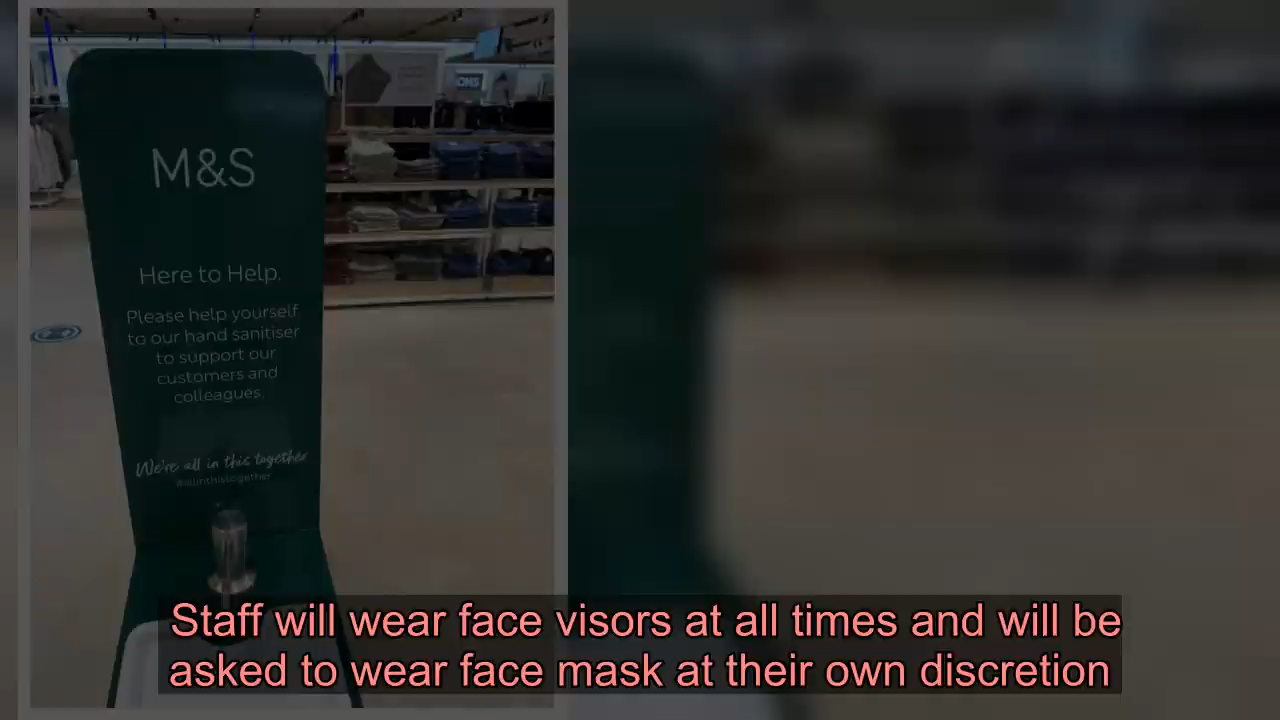 M&S
IONS
Here to Help.
Please help yourself
to our hand sanitiser
to support our
customers and
colleagues.
We're all in this together
#allinthistogether
Staff will wear face visors at all times and will be
asked to wear face mask at their own discretion